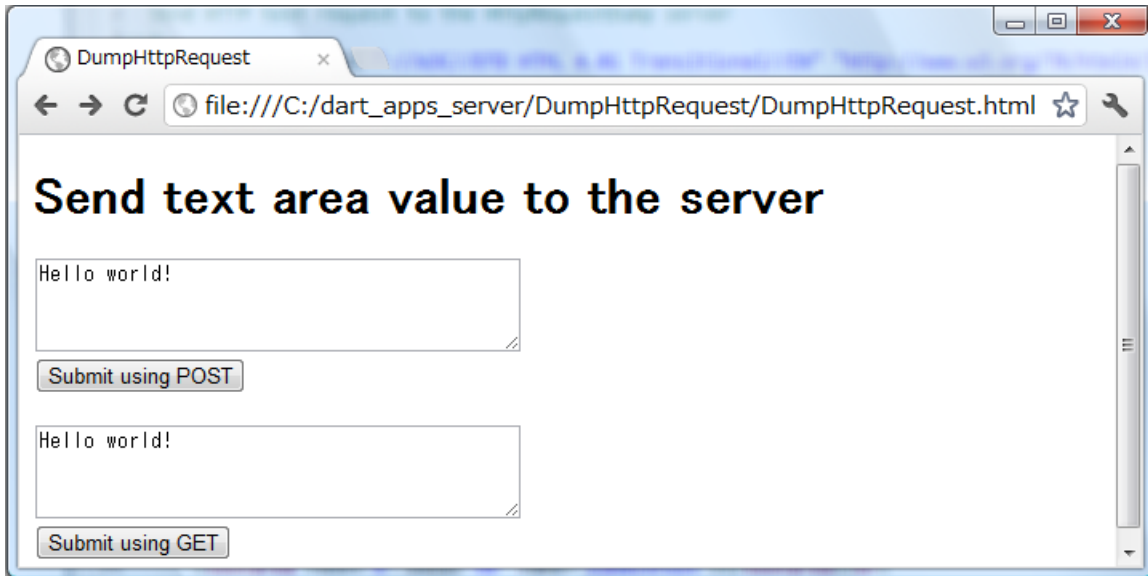 DumpHttpRequest
file:///C:/dart_apps_server/DumpHttpRequest/DumpHttpRequest.html
Send text area value to the server
Hello world!
Submit using POST
Hello world!
Submit using GET